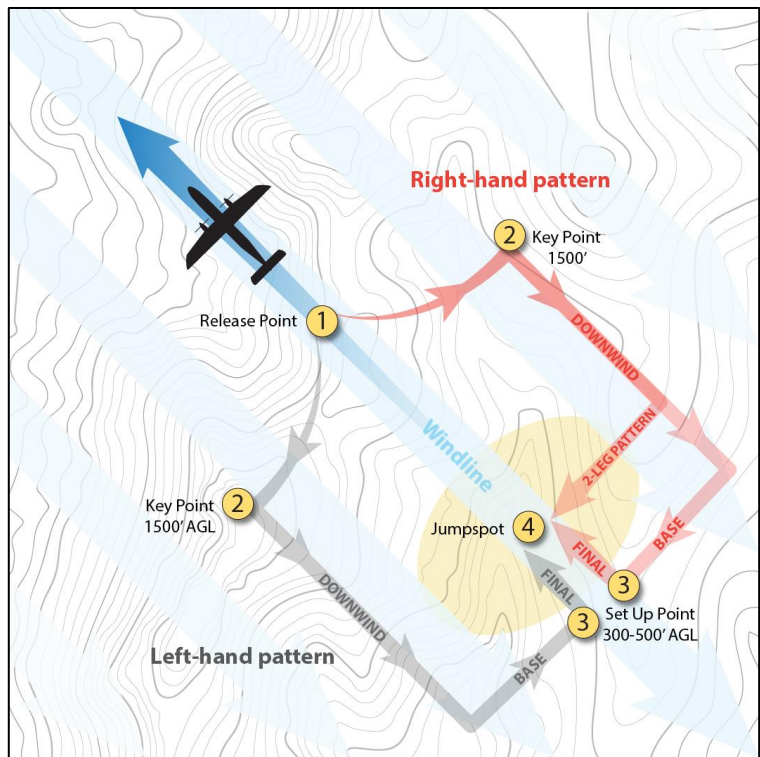 Right-hand pattern
2
Key Point
1500'
Release Point
1
DOWNWIND
2-LEG PATTERN
Windline
Key Point
1500' AGL
2
Jumpspot
4
BASE
FINAL
3
Set Up Point
300-500' AGL
FINAL
3
DOWNWIND
Left-hand pattern
BASE